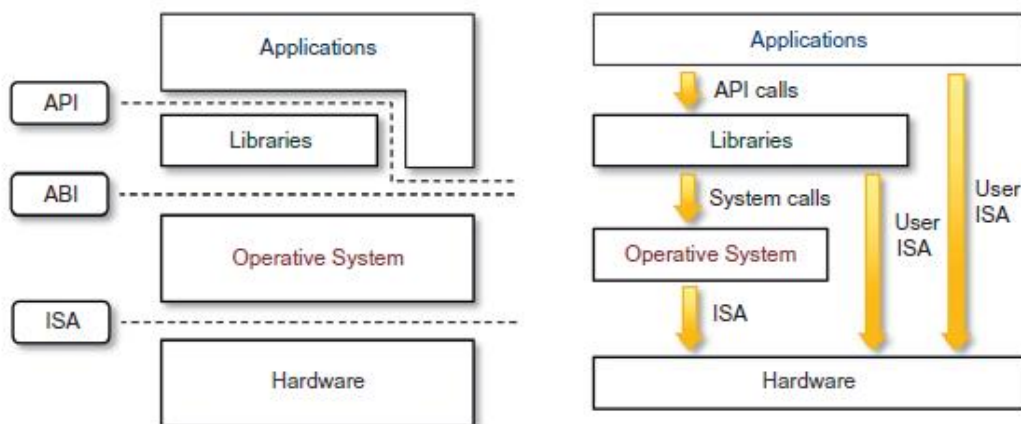 Applications
API
Libraries
ABI
Operative System
ISA
Hardware
Applications
API calls
Libraries
System calls
User
ISA
User
ISA
Operative System
ISA
Hardware